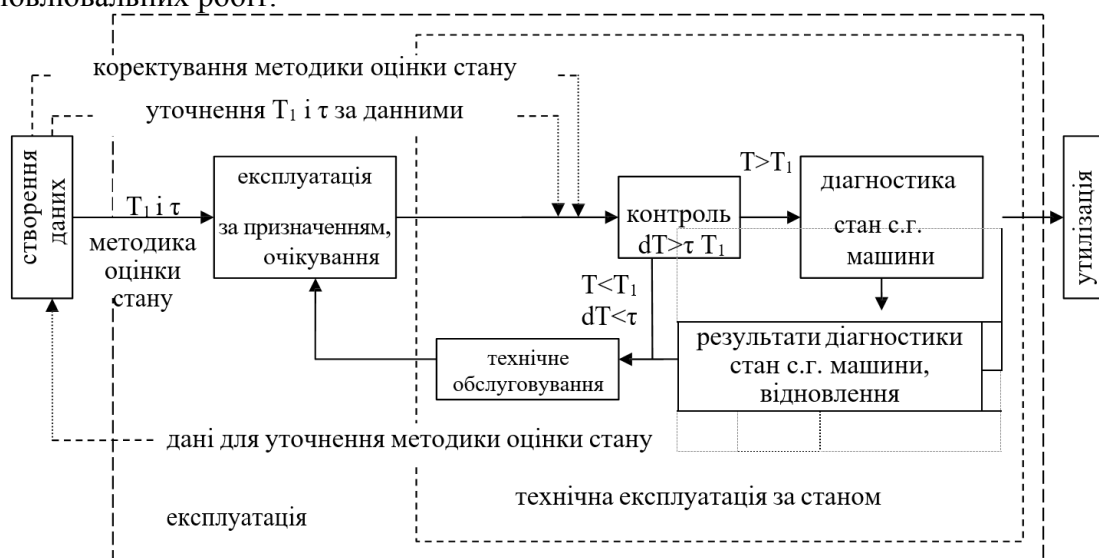 новлювальних робіт.
коректування методики оцінки стану
уточнення T₁ і τ за данними
створення
даних
T₁ і τ
методика
оцінки
стану
експлуатація
за призначенням,
очікування
контроль
dT>τ T₁
T>T₁
діагностика
стан с.г.
машини
утилізація
T<T₁
dT<τ
технічне
обслуговування
результати діагностики
стан с.г. машини,
відновлення
дані для уточнення методики оцінки стану
технічна експлуатація за станом
експлуатація